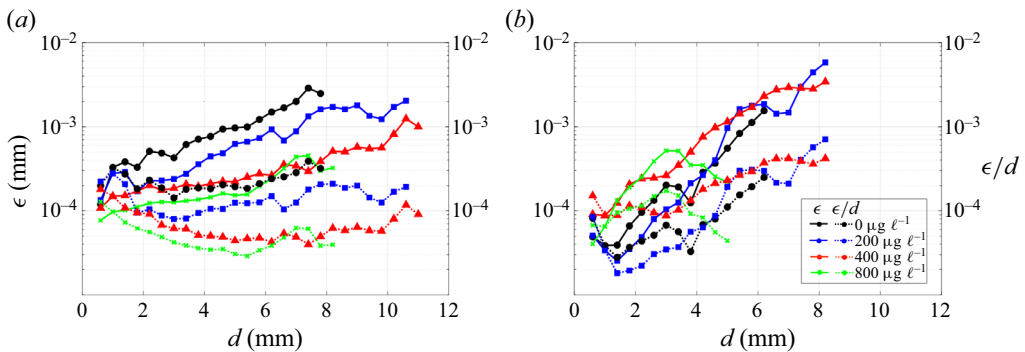 (a) (b)
10⁻² 10⁻² 10⁻² 10⁻²
10⁻³ 10⁻³ 10⁻³ 10⁻³
ϵ (mm) ϵ/d
10⁻⁴ 10⁻⁴ 10⁻⁴ 10⁻⁴
ϵ ϵ/d
0 μg ℓ⁻¹
200 μg ℓ⁻¹
400 μg ℓ⁻¹
800 μg ℓ⁻¹
0 2 4 6 8 10 12 0 2 4 6 8 10 12
d (mm) d (mm)